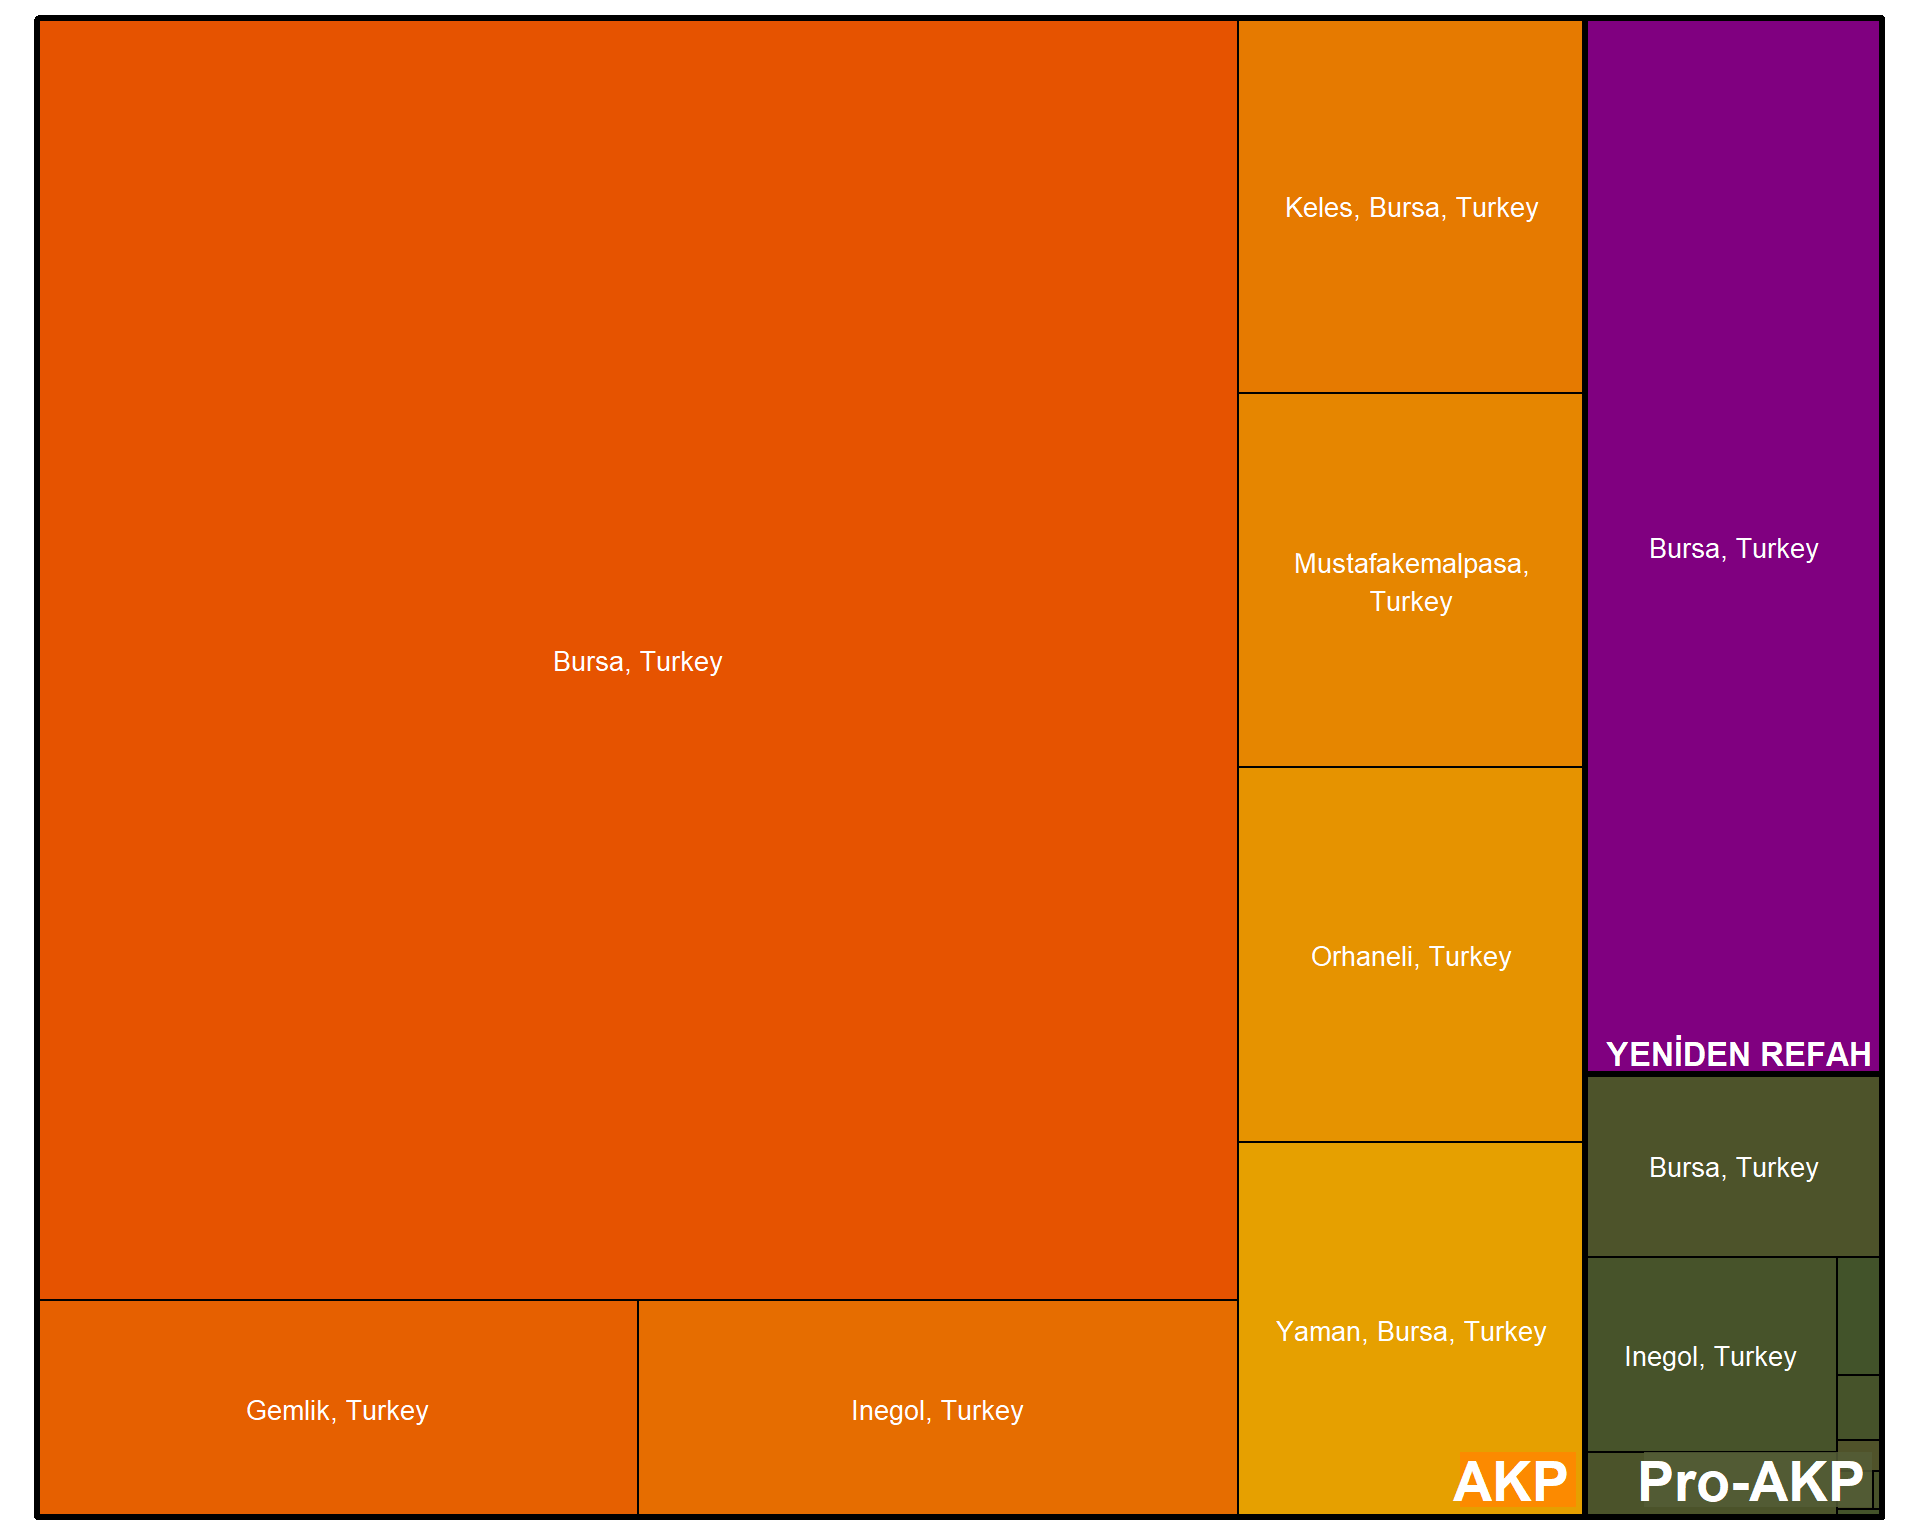 Keles, Bursa, Turkey
Mustafakemalpasa,
Turkey
Bursa, Turkey
Bursa, Turkey
Orhaneli, Turkey
YENİDEN REFAH
Bursa, Turkey
Yaman, Bursa, Turkey
Inegol, Turkey
Gemlik, Turkey
Inegol, Turkey
AKP
Pro-AKP